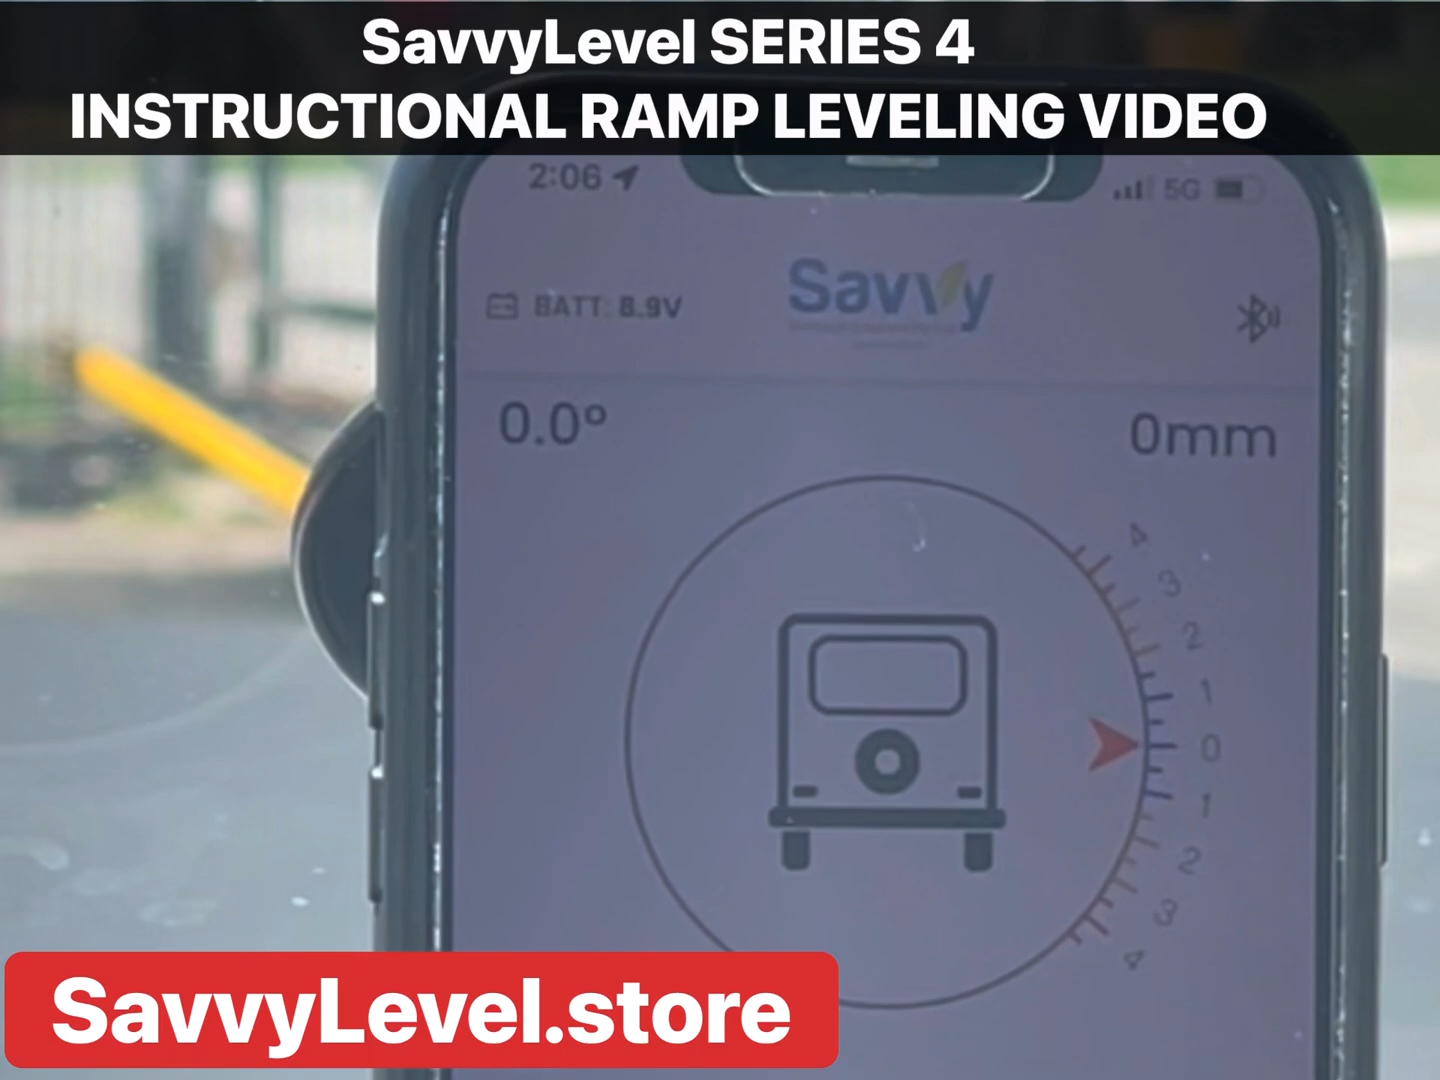 SavvyLevel SERIES 4
INSTRUCTIONAL RAMP LEVELING VIDEO
2:06
5G
BATT: 8.9V
Savvy
0.0°
0mm
4
3
2
1
0
1
2
3
4
SavvyLevel.store